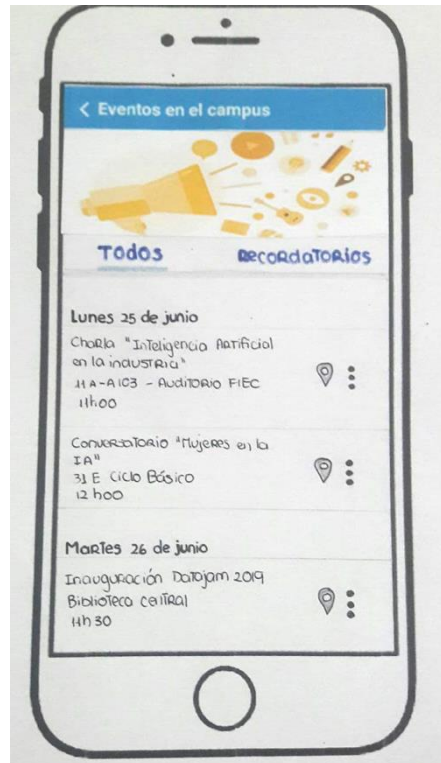 < Eventos en el campus
Todos
Recordatorios
Lunes 25 de junio
Charla "Inteligencia Artificial
en la industria"
11A-A103 - Auditorio FIEC
11h00
Conversatorio "Mujeres en la
IA"
31 E Ciclo Básico
12h00
Martes 26 de junio
Inauguración Datajam 2019
Biblioteca central
11h30